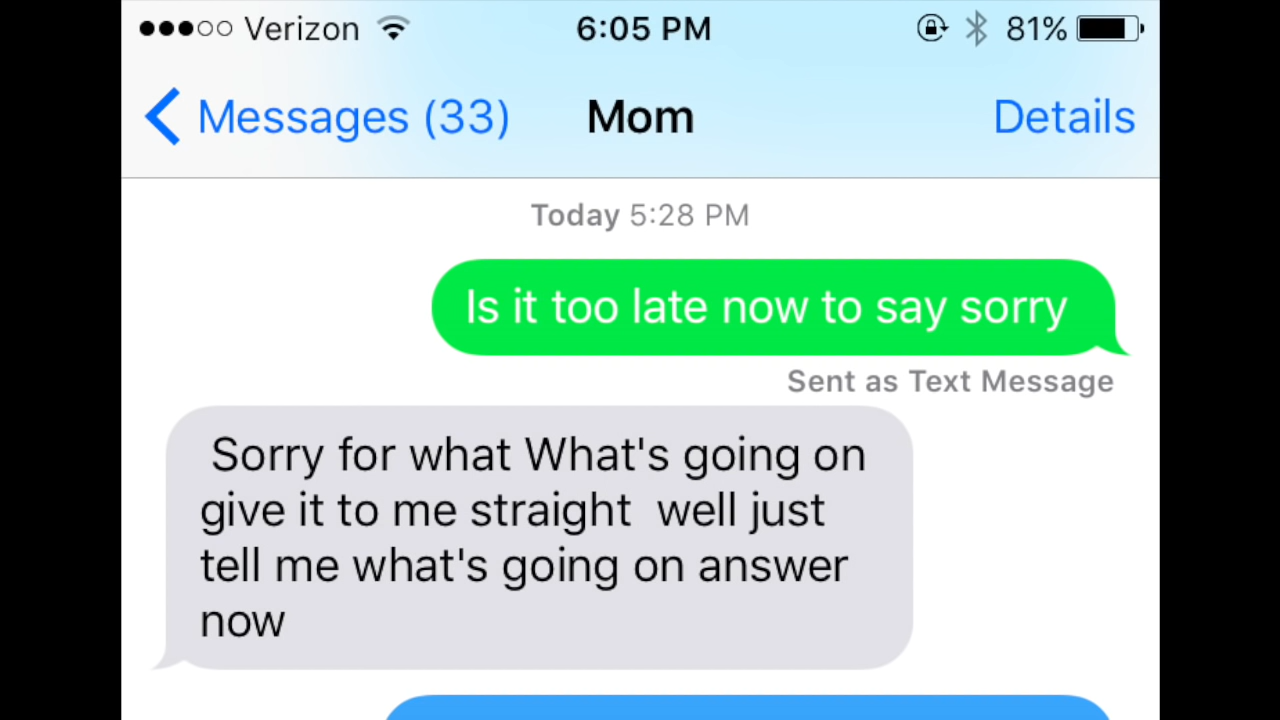 Verizon 6:05 PM 81%
Messages (33) Mom Details
Today 5:28 PM
Is it too late now to say sorry
Sent as Text Message
Sorry for what What's going on
give it to me straight  well just
tell me what's going on answer
now